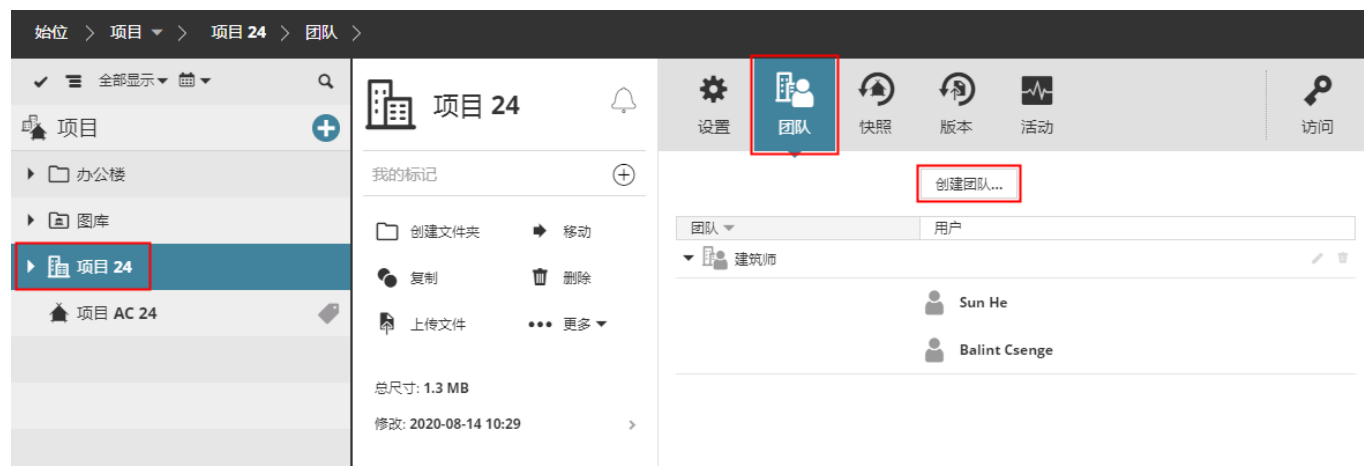 始位 > 项目 > 项目 24 > 团队 >
全部显示
项目
办公楼
图库
项目 24
项目 AC 24
项目 24
我的标记
创建文件夹
移动
复制
删除
上传文件
更多
总尺寸: 1.3 MB
修改: 2020-08-14 10:29
设置
团队
快照
版本
活动
访问
创建团队...
团队
用户
建筑师
Sun He
Balint Csenge